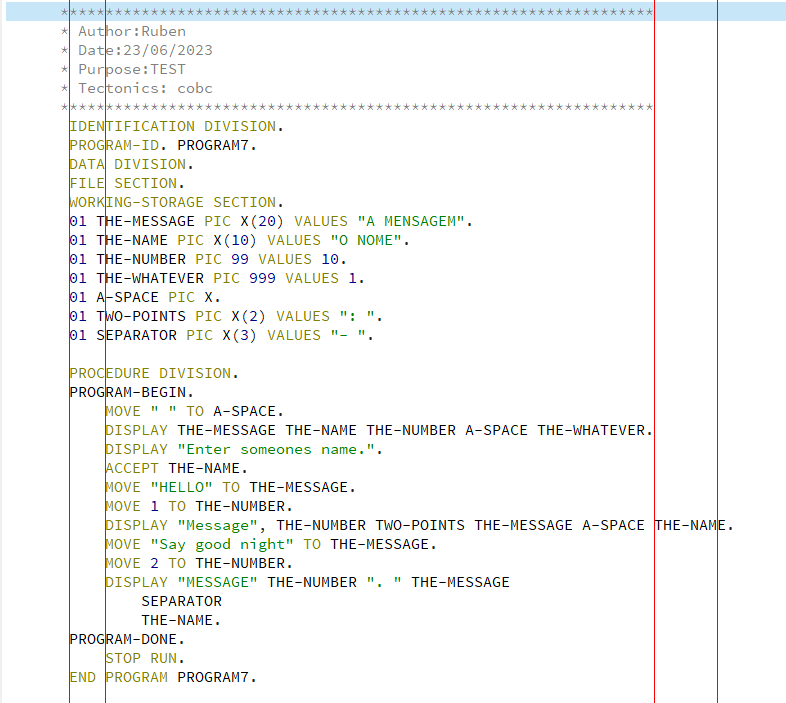 ******************************************************************
* Author:Ruben
* Date:23/06/2023
* Purpose:TEST
* Tectonics: cobc
******************************************************************
 IDENTIFICATION DIVISION.
 PROGRAM-ID. PROGRAM7.
 DATA DIVISION.
 FILE SECTION.
 WORKING-STORAGE SECTION.
 01 THE-MESSAGE PIC X(20) VALUES "A MENSAGEM".
 01 THE-NAME PIC X(10) VALUES "O NOME".
 01 THE-NUMBER PIC 99 VALUES 10.
 01 THE-WHATEVER PIC 999 VALUES 1.
 01 A-SPACE PIC X.
 01 TWO-POINTS PIC X(2) VALUES ": ".
 01 SEPARATOR PIC X(3) VALUES "- ".

 PROCEDURE DIVISION.
 PROGRAM-BEGIN.
     MOVE " " TO A-SPACE.
     DISPLAY THE-MESSAGE THE-NAME THE-NUMBER A-SPACE THE-WHATEVER.
     DISPLAY "Enter someones name.".
     ACCEPT THE-NAME.
     MOVE "HELLO" TO THE-MESSAGE.
     MOVE 1 TO THE-NUMBER.
     DISPLAY "Message", THE-NUMBER TWO-POINTS THE-MESSAGE A-SPACE THE-NAME.
     MOVE "Say good night" TO THE-MESSAGE.
     MOVE 2 TO THE-NUMBER.
     DISPLAY "MESSAGE" THE-NUMBER ". " THE-MESSAGE
         SEPARATOR
         THE-NAME.
 PROGRAM-DONE.
     STOP RUN.
 END PROGRAM PROGRAM7.